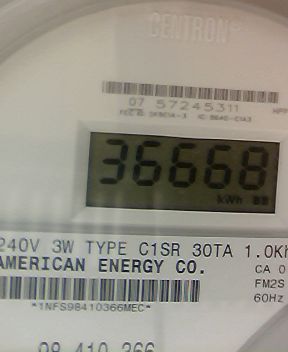 CENTRON®
07 57245311
36668
kWh
240V 3W TYPE C1SR 30TA 1.0Kh
AMERICAN ENERGY CO.
CA 0
FM2S
60Hz
*1NFS98410366MEC*
98 410 366